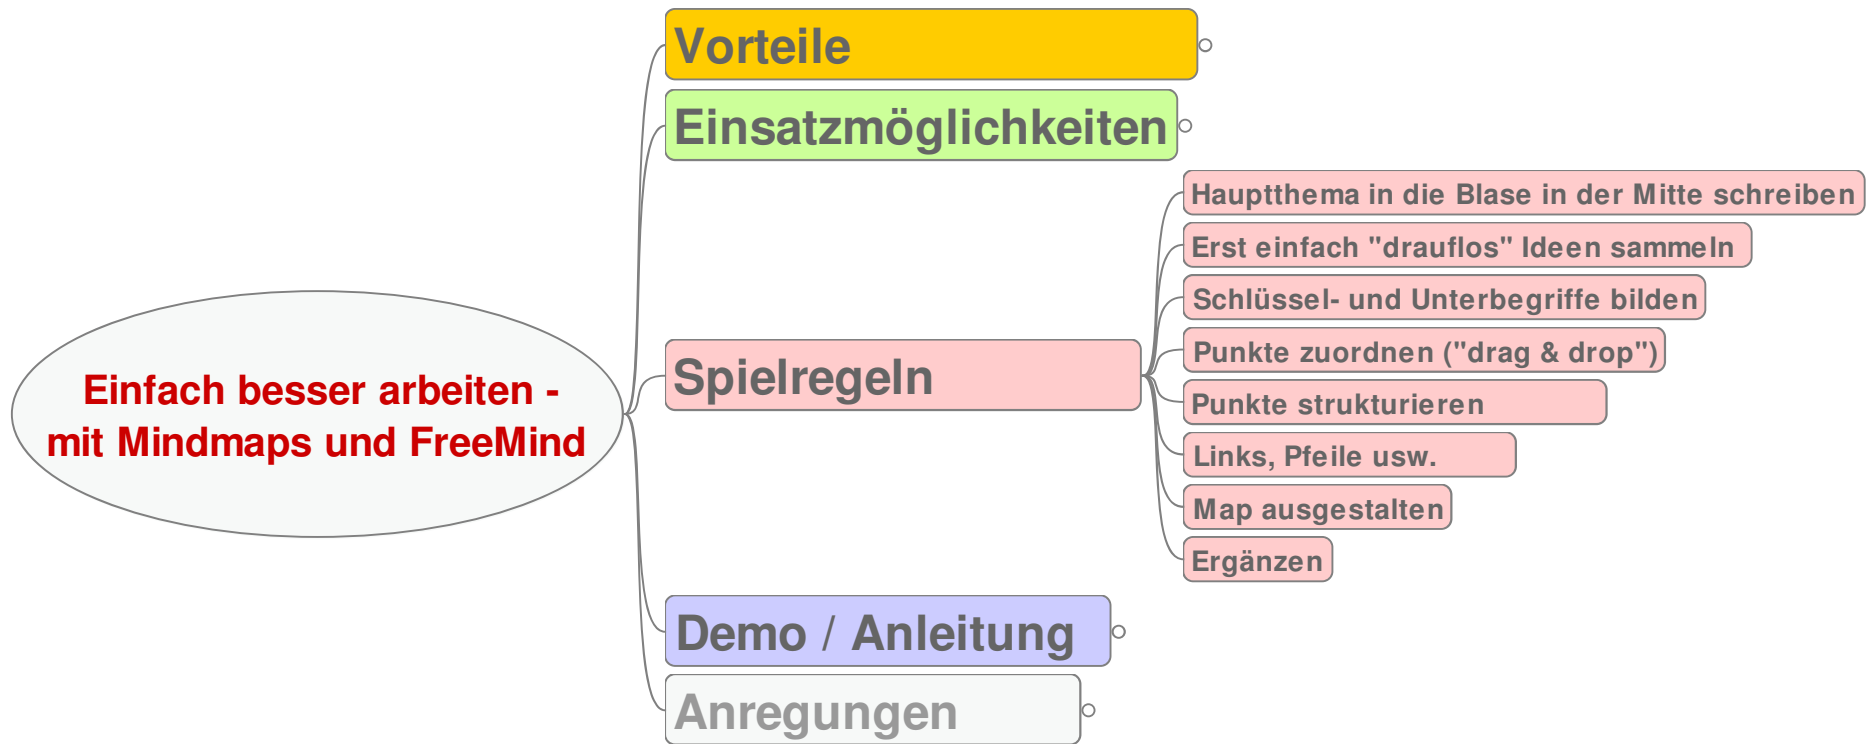 Vorteile
Einsatzmöglichkeiten
Einfach besser arbeiten -
mit Mindmaps und FreeMind
Spielregeln
Hauptthema in die Blase in der Mitte schreiben
Erst einfach "drauflos" Ideen sammeln
Schlüssel- und Unterbegriffe bilden
Punkte zuordnen ("drag & drop")
Punkte strukturieren
Links, Pfeile usw.
Map ausgestalten
Ergänzen
Demo / Anleitung
Anregungen